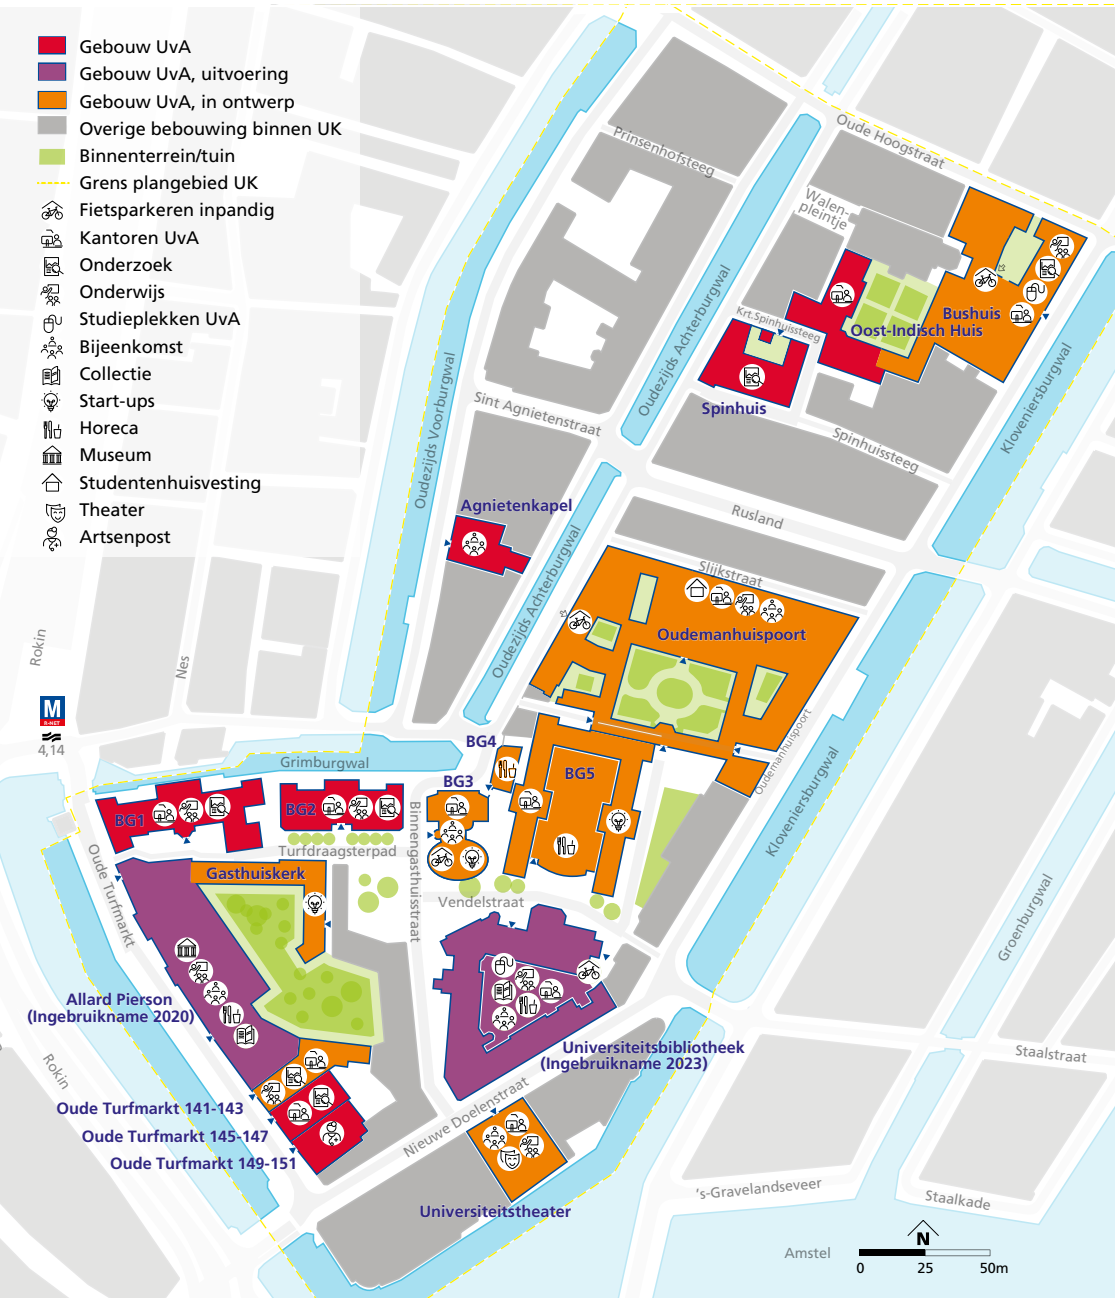 Gebouw UvA
Gebouw UvA, uitvoering
Gebouw UvA, in ontwerp
Overige bebouwing binnen UK
Binnenterrein/tuin
Grens plangebied UK
Fietsparkeren inpandig
Kantoren UvA
Onderzoek
Onderwijs
Studieplekken UvA
Bijeenkomst
Collectie
Start-ups
Horeca
Museum
Studentenhuisvesting
Theater
Artsenpost
Prinsenhofsteeg
Oude Hoogstraat
Walen-
pleintje
Bushuis
Oost-Indisch Huis
Krt.Spinhuissteeg
Oudezijds Achterburgwal
Kloveniersburgwal
Oudezijds Voorburgwal
Sint Agnietenstraat
Spinhuis
Spinhuissteeg
Agnietenkapel
Rusland
Oudezijds Achterburgwal
Slijkstraat
Oudemanhuispoort
Rokin
Nes
M
R-NET
4,14
Grimburgwal
BG4
BG3
BG5
Oudemanhuispoort
Kloveniersburgwal
BG1
BG2
Binnengasthuisstraat
Turfdraagsterpad
Oude Turfmarkt
Gasthuiskerk
Vendelstraat
Groenburgwal
Allard Pierson
(Ingebruikname 2020)
Universiteitsbibliotheek
(Ingebruikname 2023)
Staalstraat
Rokin
Oude Turfmarkt 141-143
Oude Turfmarkt 145-147
Oude Turfmarkt 149-151
Nieuwe Doelenstraat
's-Gravelandseveer
Staalkade
Universiteitstheater
Amstel
N
0 25 50m